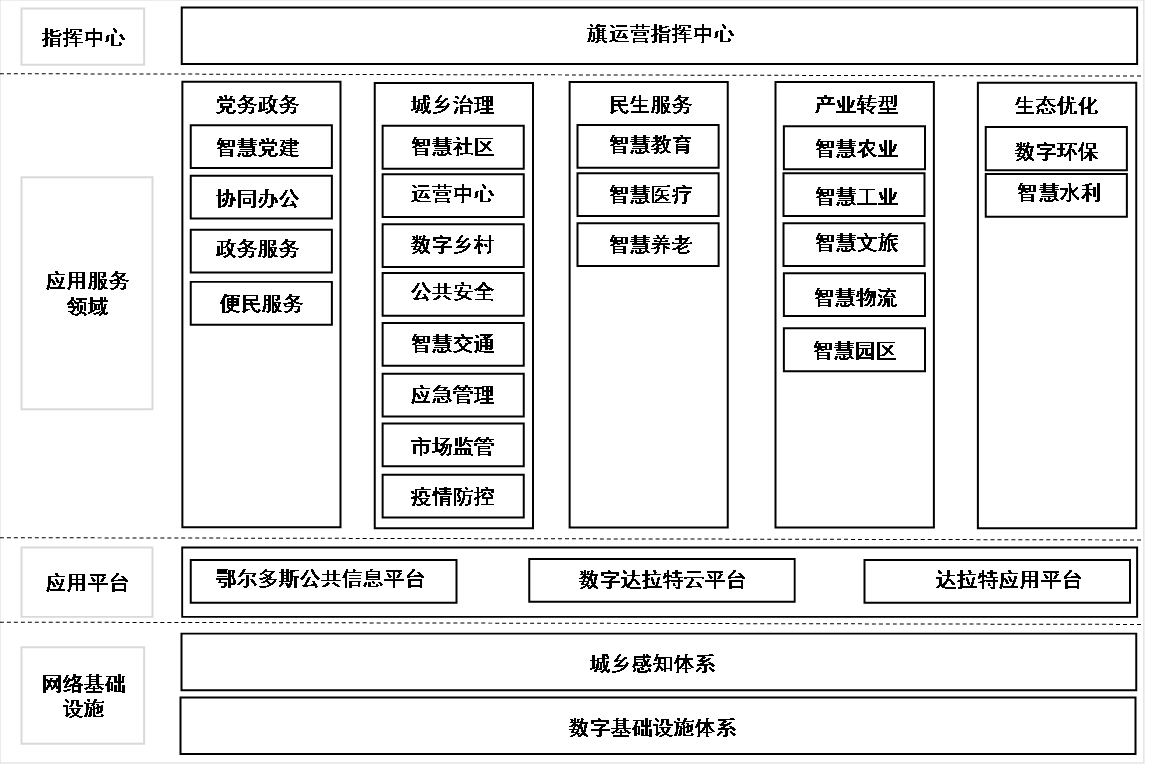 指挥中心
旗运营指挥中心
应用服务
领域
党务政务
智慧党建
协同办公
政务服务
便民服务
城乡治理
智慧社区
运营中心
数字乡村
公共安全
智慧交通
应急管理
市场监管
疫情防控
民生服务
智慧教育
智慧医疗
智慧养老
产业转型
智慧农业
智慧工业
智慧文旅
智慧物流
智慧园区
生态优化
数字环保
智慧水利
应用平台
鄂尔多斯公共信息平台
数字达拉特云平台
达拉特应用平台
网络基础
设施
城乡感知体系
数字基础设施体系